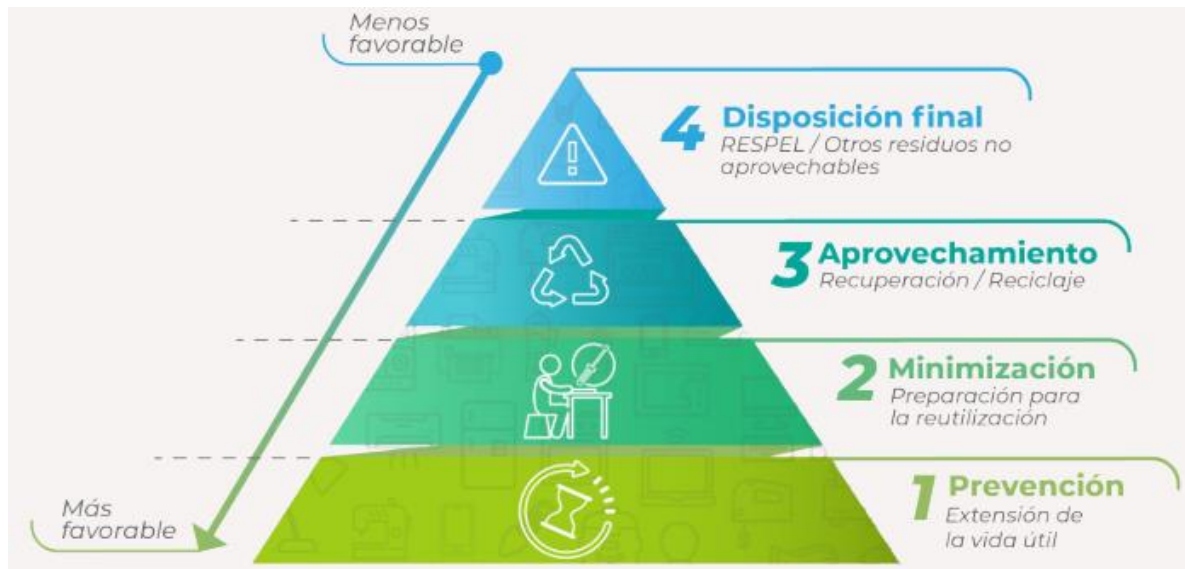 Menos
favorable
4 Disposición final
RESPEL / Otros residuos no
aprovechables
3 Aprovechamiento
Recuperación / Reciclaje
2 Minimización
Preparación para
la reutilización
1 Prevención
Extensión de
la vida útil
Más
favorable